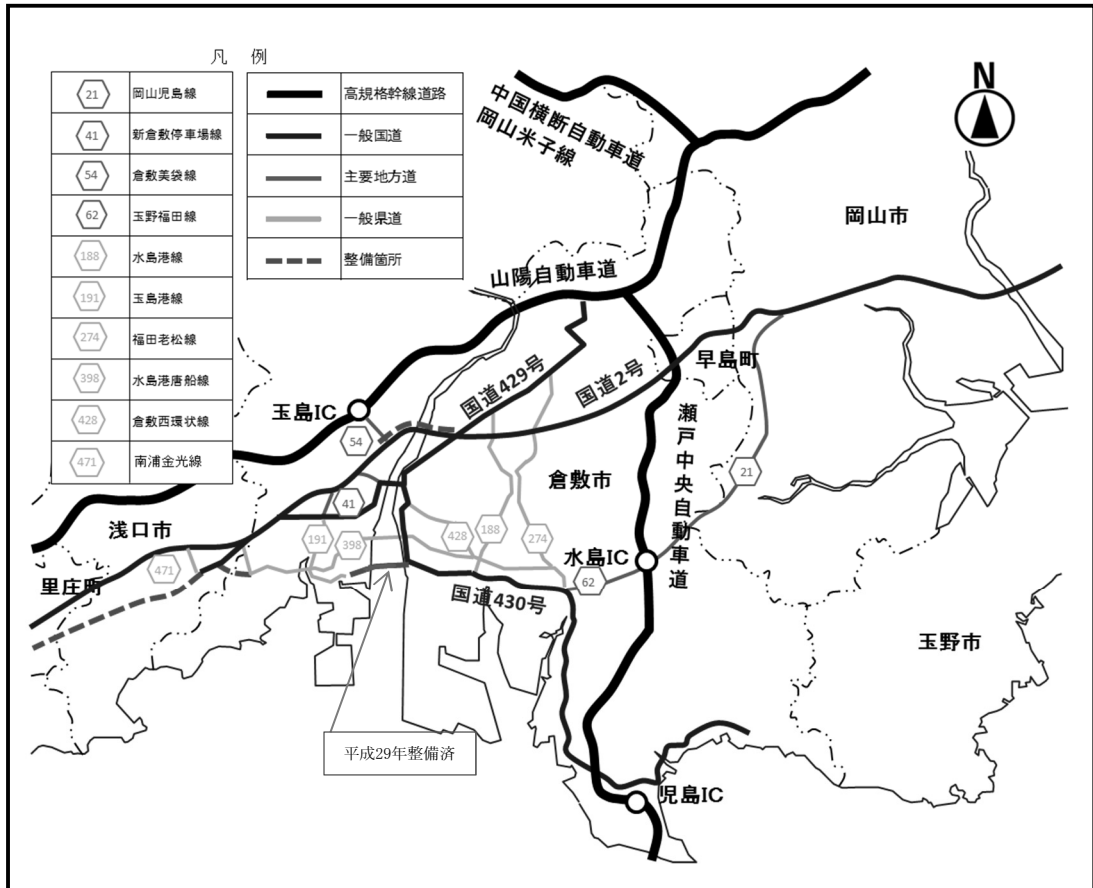 凡 例
21 岡山児島線
41 新倉敷停車場線
54 倉敷美袋線
62 玉野福田線
188 水島港線
191 玉島港線
274 福田老松線
398 水島港唐船線
428 倉敷西環状線
471 南浦金光線
高規格幹線道路
一般国道
主要地方道
一般県道
整備箇所
N
中国横断自動車道
岡山米子線
岡山市
山陽自動車道
国道429号
国道2号
早島町
玉島IC
54
瀬戸中央自動車道
21
倉敷市
41
浅口市
191
398
428
188
274
水島IC
471
里庄町
62
国道430号
玉野市
平成29年整備済
児島IC